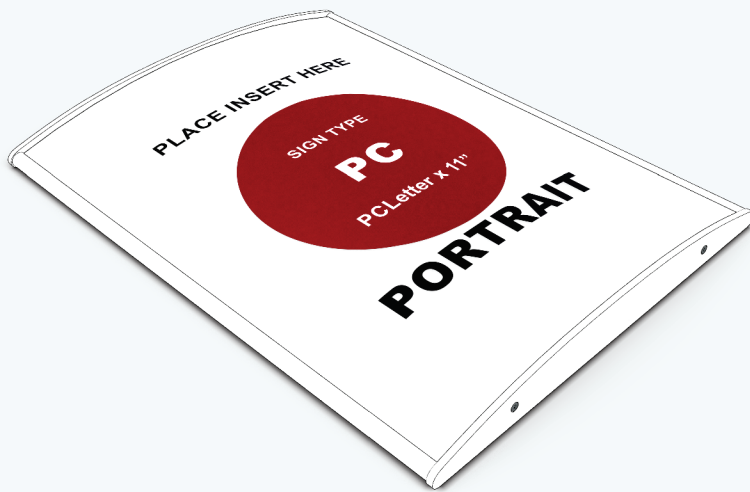 PLACE INSERT HERE
SIGN TYPE
PC
PCLetter x 11”
PORTRAIT